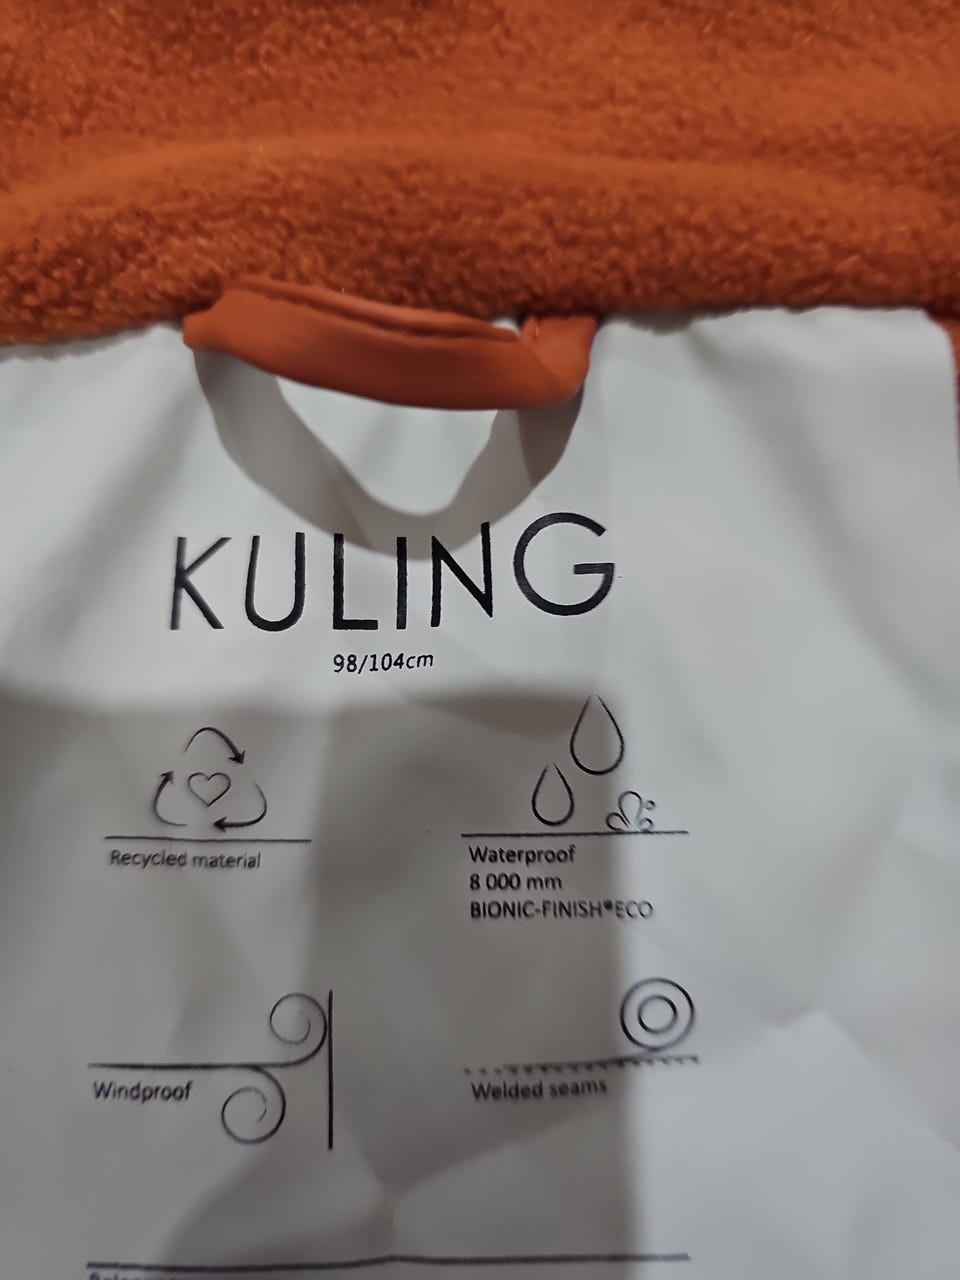 KULING
98/104cm
Recycled material
Waterproof
8 000 mm
BIONIC-FINISH®ECO
Windproof
Welded seams